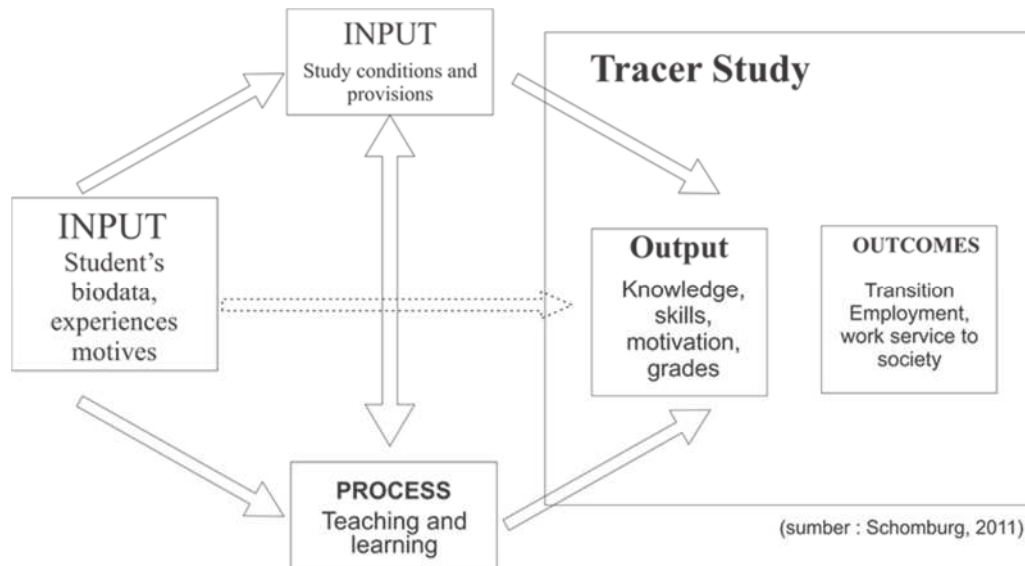 INPUT
Study conditions and
provisions
Tracer Study
INPUT
Student's
biodata,
experiences
motives
Output
Knowledge,
skills,
motivation,
grades
OUTCOMES
Transition
Employment,
work service to
society
PROCESS
Teaching and
learning
(sumber : Schomburg, 2011)